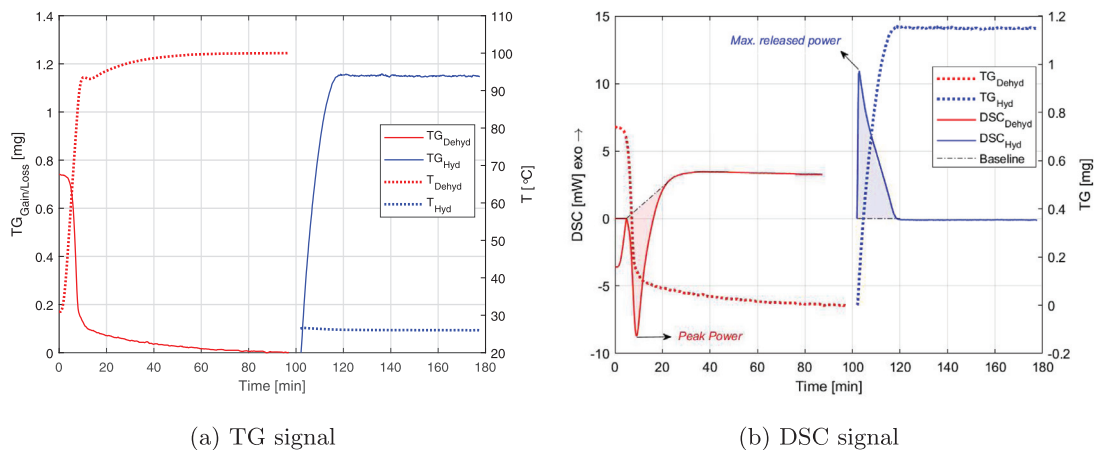 TG_Gain/Loss [mg]
1.4
1.2
1
0.8
0.6
0.4
0.2
0
0 20 40 60 80 100 120 140 160 180
Time [min]
110
100
90
80
70
60
50
40
30
20
T [°C]
TG_Dehyd
TG_Hyd
T_Dehyd
T_Hyd
(a) TG signal
DSC [mW] exo →
15
10
5
0
-5
-10
0 20 40 60 80 100 120 140 160 180
Time [min]
1.2
1
0.8
0.6
0.4
0.2
0
-0.2
TG [mg]
Max. released power
Peak Power
TG_Dehyd
TG_Hyd
DSC_Dehyd
DSC_Hyd
Baseline
(b) DSC signal